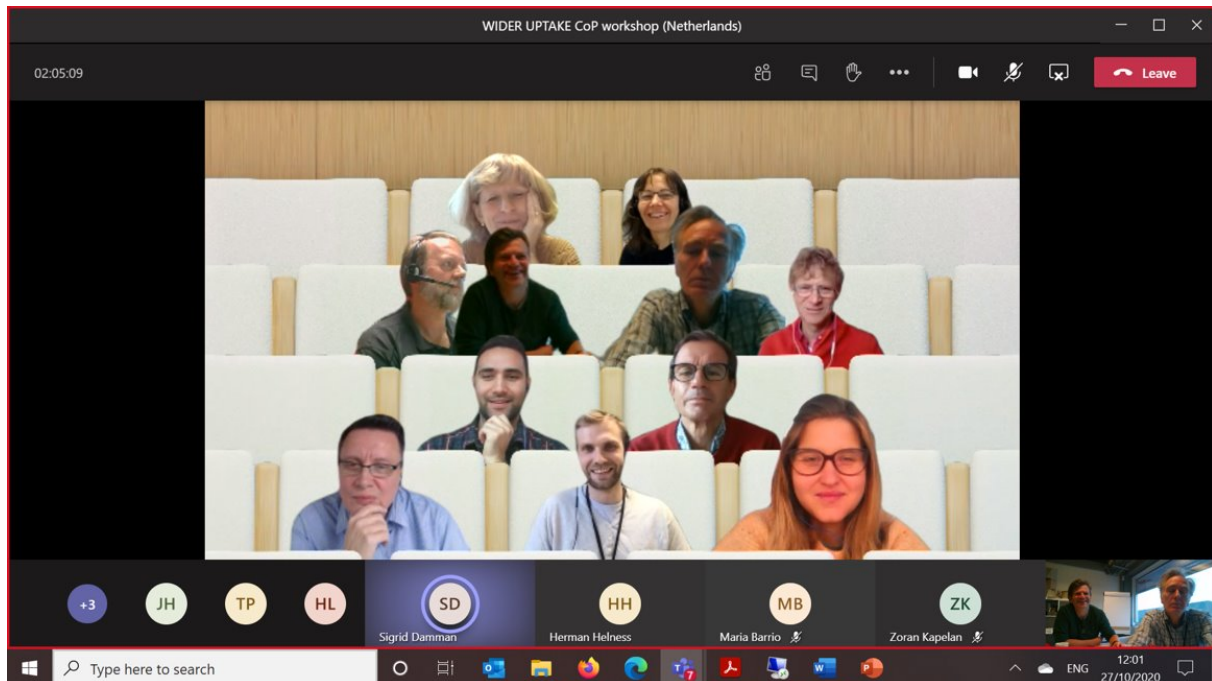 WIDER UPTAKE CoP workshop (Netherlands)
02:05:09
Leave
+3
JH
TP
HL
SD
HH
MB
ZK
Sigrid Damman
Herman Helness
Maria Barrio
Zoran Kapelan
Type here to search
7
ENG
12:01
27/10/2020